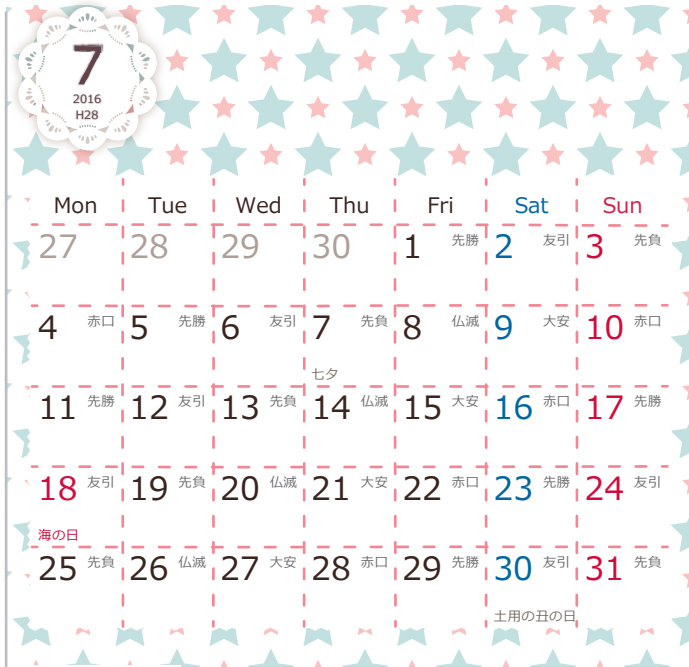 7
2016
H28
Mon Tue Wed Thu Fri Sat Sun
27 28 29 30 1 先勝 2 友引 3 先負
4 赤口 5 先勝 6 友引 7 先負 8 仏滅 9 大安 10 赤口
七夕
11 先勝 12 友引 13 先負 14 仏滅 15 大安 16 赤口 17 先勝
18 友引 19 先負 20 仏滅 21 大安 22 赤口 23 先勝 24 友引
海の日
25 先負 26 仏滅 27 大安 28 赤口 29 先勝 30 友引 31 先負
土用の丑の日